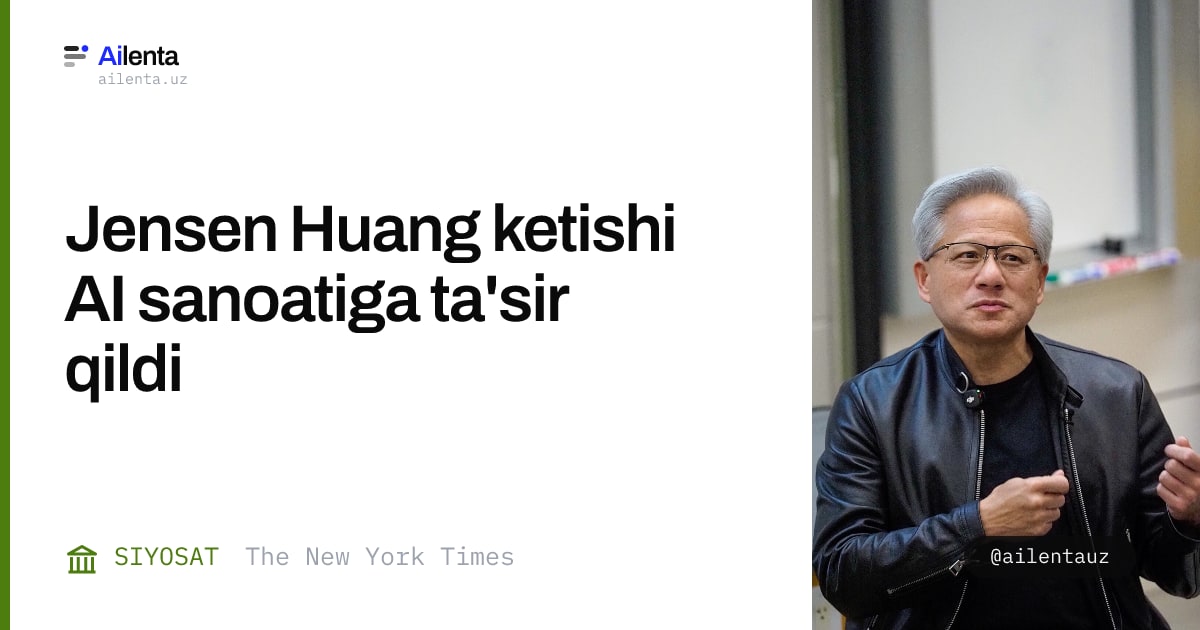 Ailenta
ailenta.uz
Jensen Huang ketishi
AI sanoatiga ta'sir
qildi
SIYOSAT The New York Times
@ailentauz